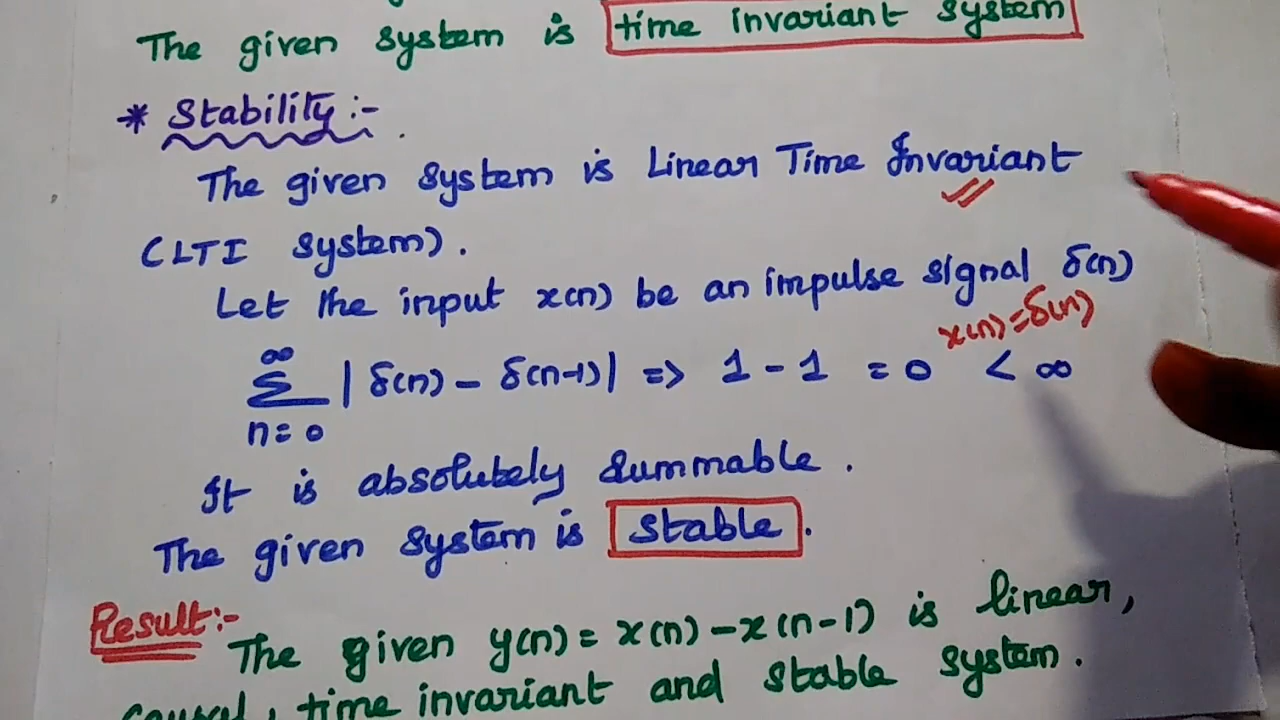 The given system is time invariant system
* Stability:-
The given system is Linear Time Invariant
(LTI system).
Let the input x(n) be an impulse signal δ(n)
x(n)=δ(n)
∞
Σ | δ(n) - δ(n-1)| => 1 - 1 = 0 < ∞
n=0
It is absolutely summable.
The given system is stable.
Result:-
The given y(n) = x(n) - x(n-1) is linear,
causal, time invariant and stable system.